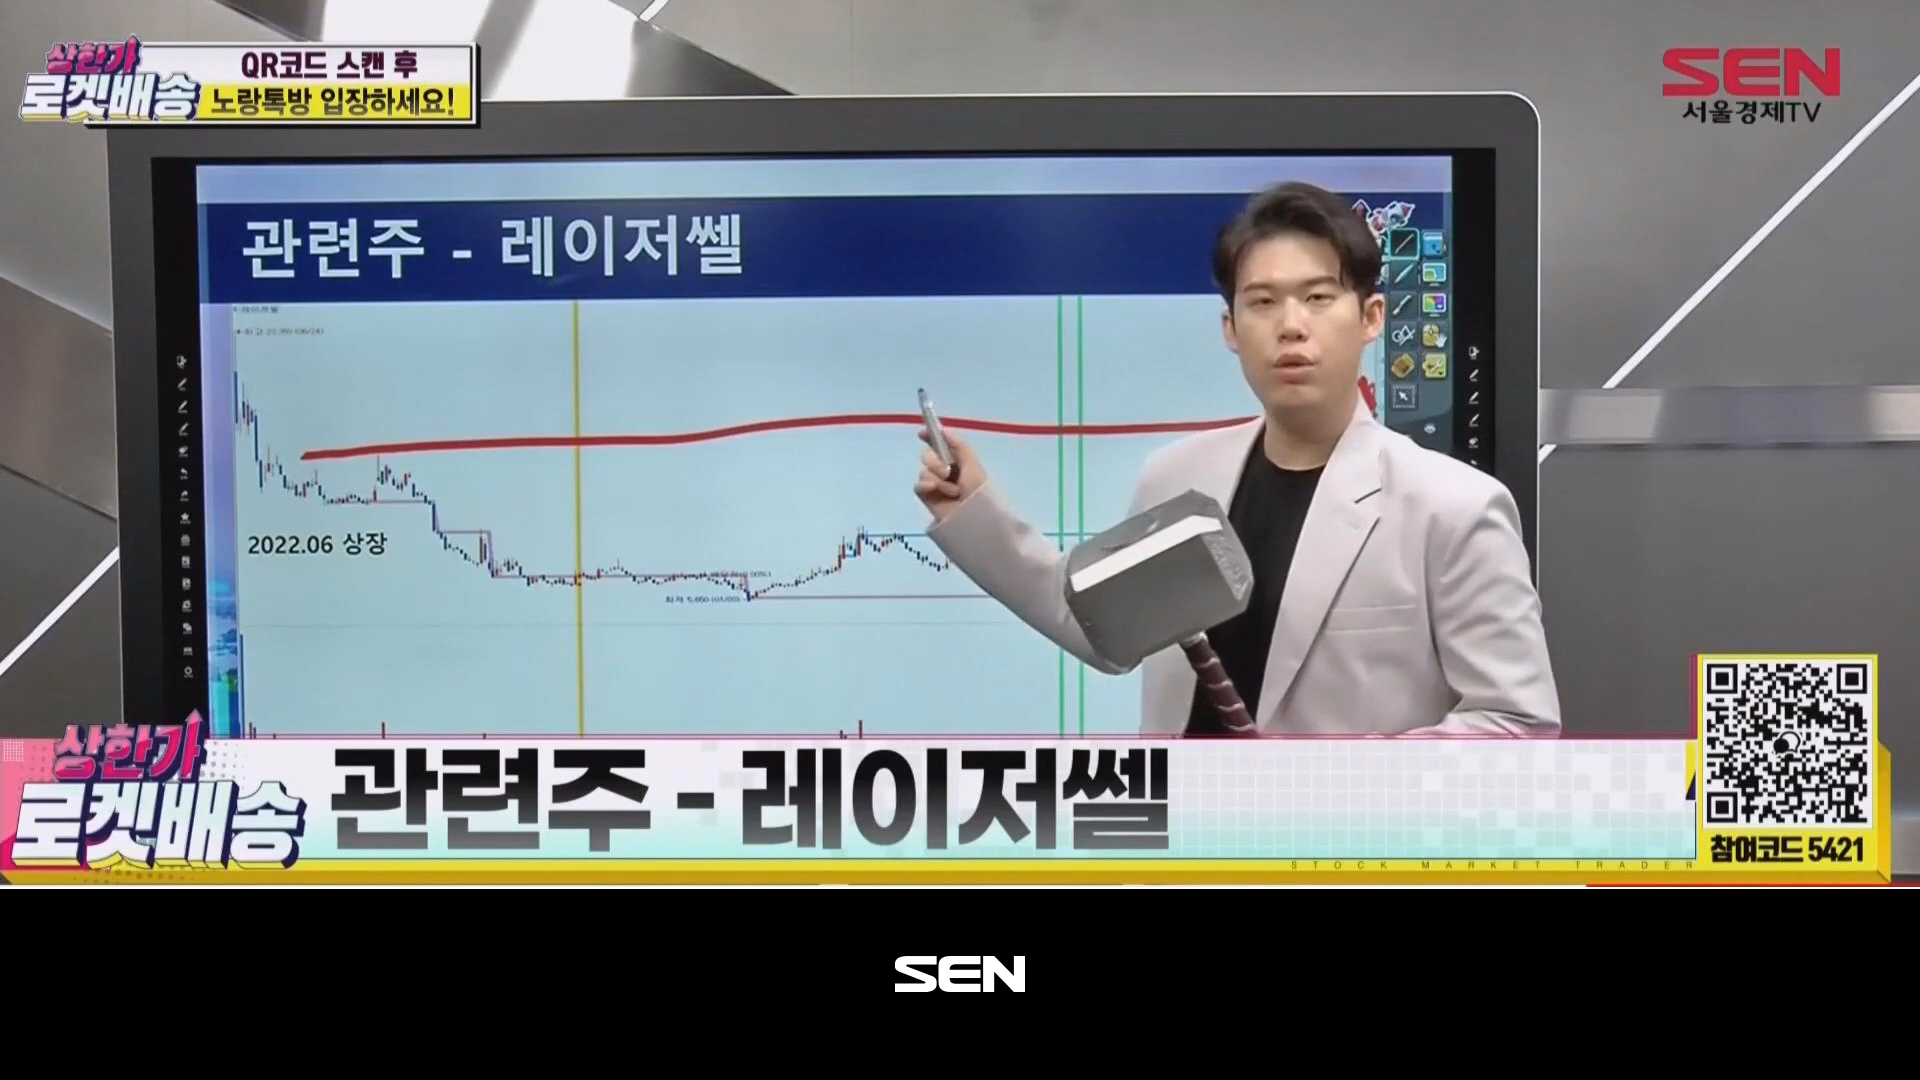 상한가
로켓배송
QR코드 스캔 후
노랑톡방 입장하세요!
SEN
서울경제TV
관련주 - 레이저쎌
2022.06 상장
상한가
로켓배송
관련주 - 레이저쎌
STOCK MARKET TRADER
참여코드 5421
SEN